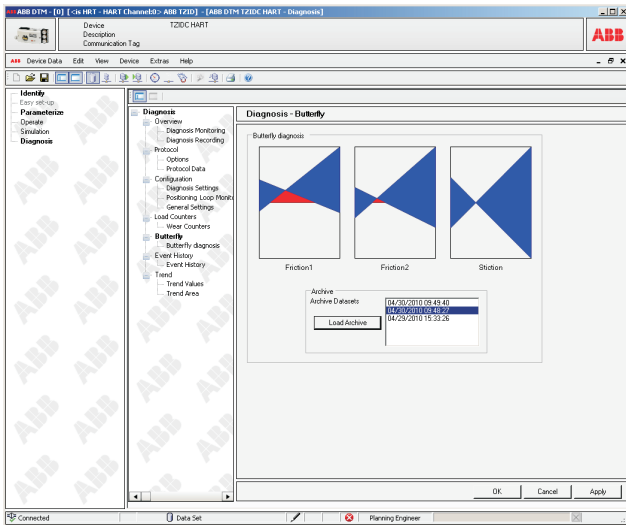 ABB DTM - [0] [<is HRT - HART Channel:0> ABB TZID} - [ABB DTM TZIDC HART - Diagnosis]
Device TZIDC HART
Description
Communication Tag
ABB
ABB Device Data Edit View Device Extras Help
Identify
Easy set-up
Parameterize
Operate
Simulation
Diagnosis
Diagnosis
Overview
Diagnosis Monitoring
Diagnosis Recording
Protocol
Options
Protocol Data
Configuration
Diagnosis Settings
Positioning Loop Monit
General Settings
Load Counters
Wear Counters
Butterfly
Butterfly diagnosis
Event History
Event History
Trend
Trend Values
Trend Area
Diagnosis - Butterfly
Butterfly diagnosis
Friction1 Friction2 Stiction
Archive
Archive Datasets
04/30/2010 09:49:40
04/30/2010 09:48:27
04/29/2010 15:33:26
Load Archive
OK Cancel Apply
Connected Data Set Planning Engineer